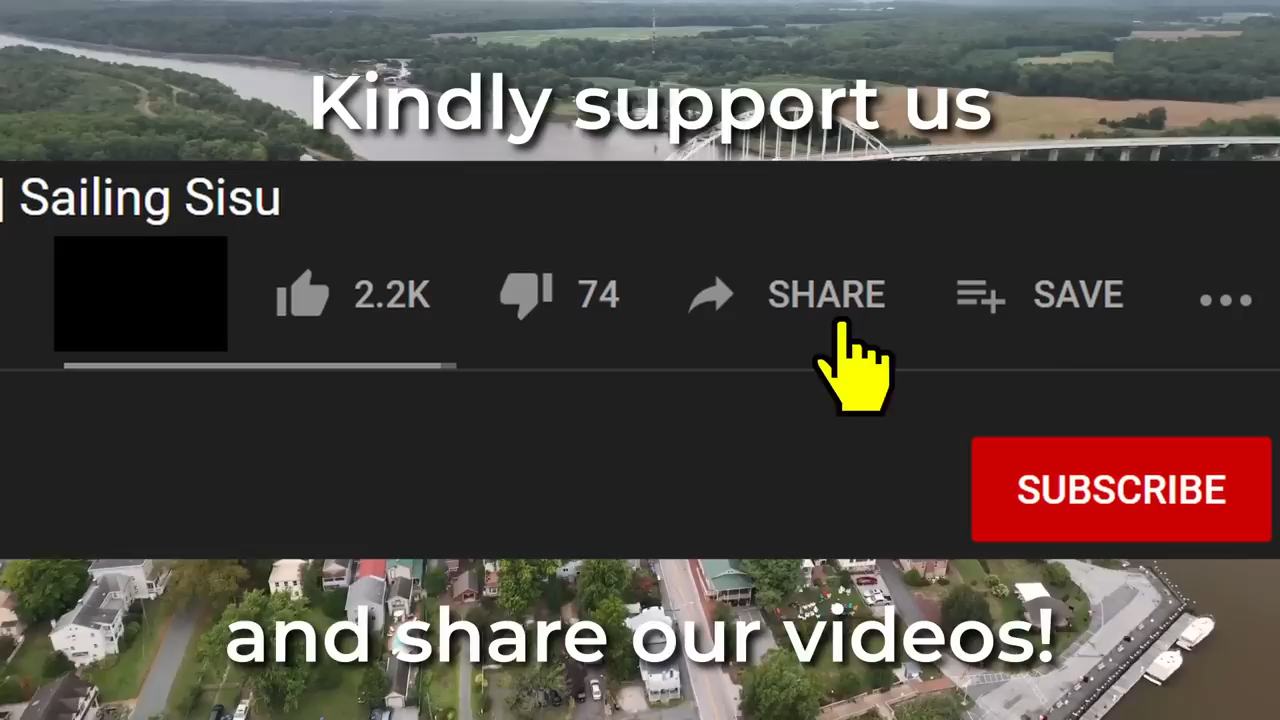 Kindly support us
| Sailing Sisu
2.2K 74 SHARE SAVE
SUBSCRIBE
and share our videos!